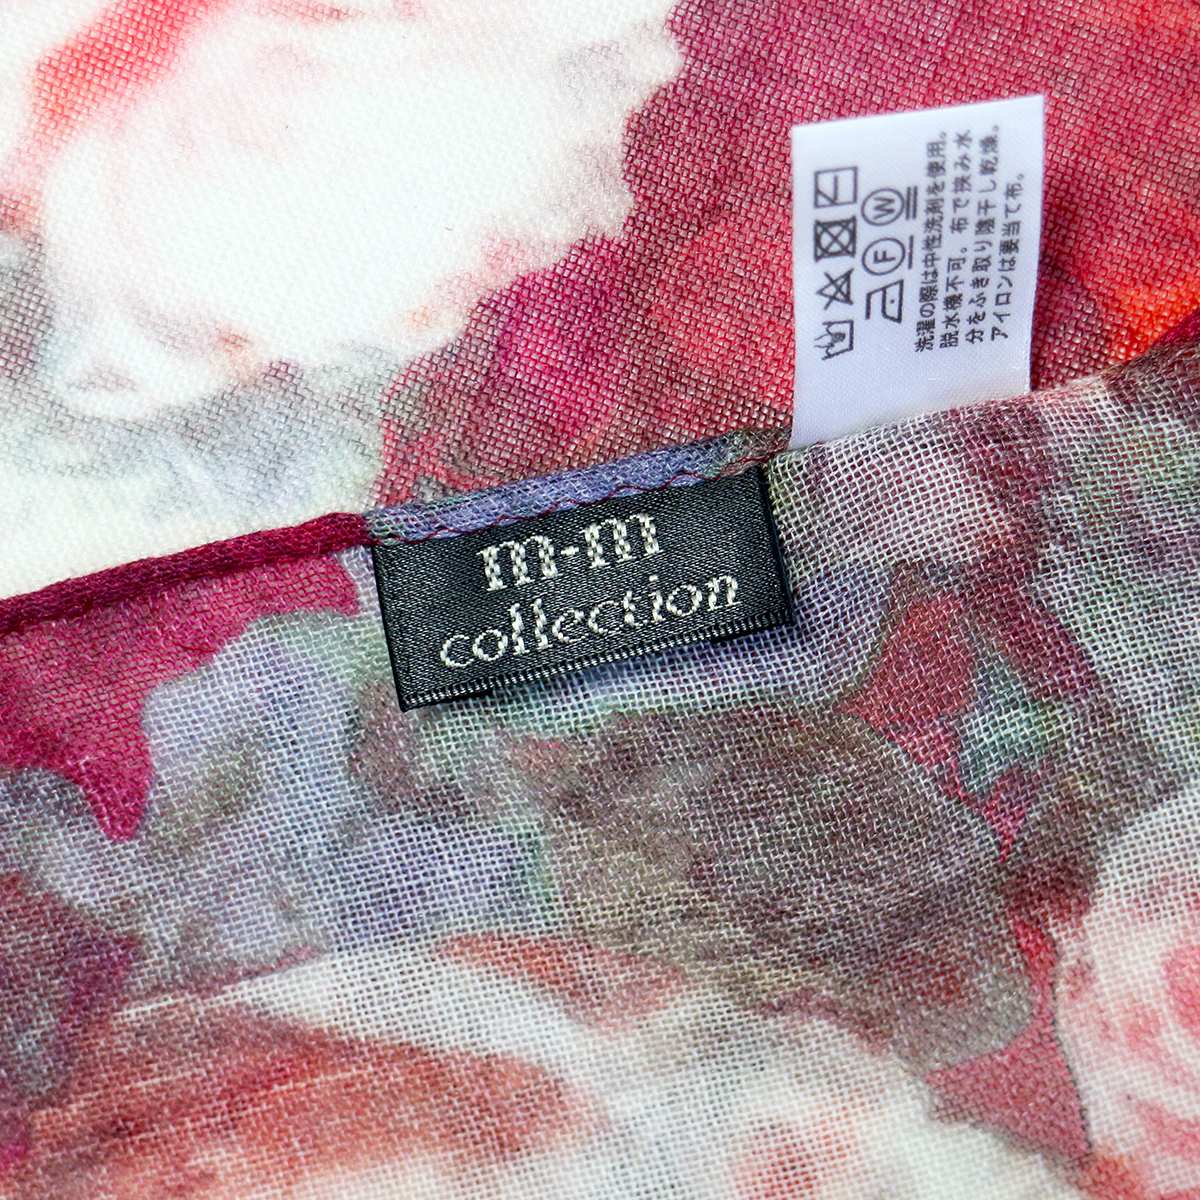 m-m
collection
F
W
洗濯の際は中性洗剤を使用。
脱水機不可。布で挟み水
分をふき取り陰干し乾燥。
アイロンは要当て布。